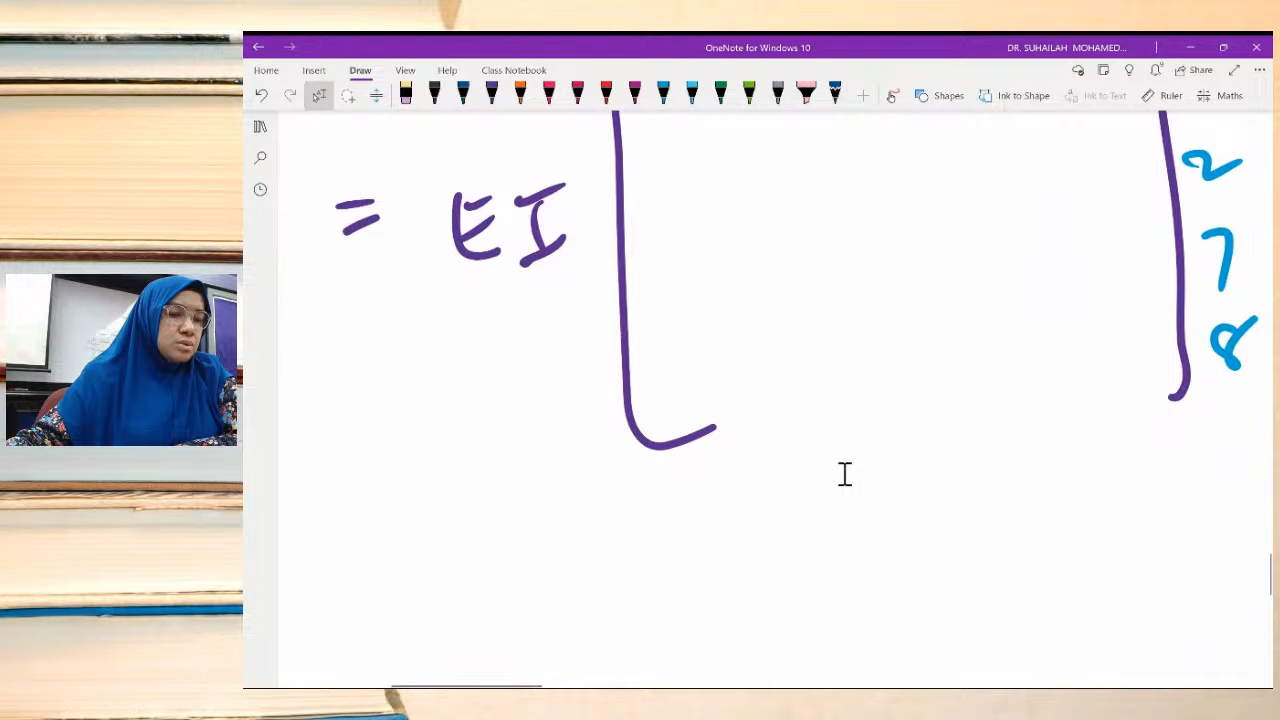 OneNote for Windows 10
DR. SUHAILAH MOHAMED...
Home Insert Draw View Help Class Notebook
Share
Shapes Ink to Shape Ink to Text Ruler Maths
2
= EI
7
8